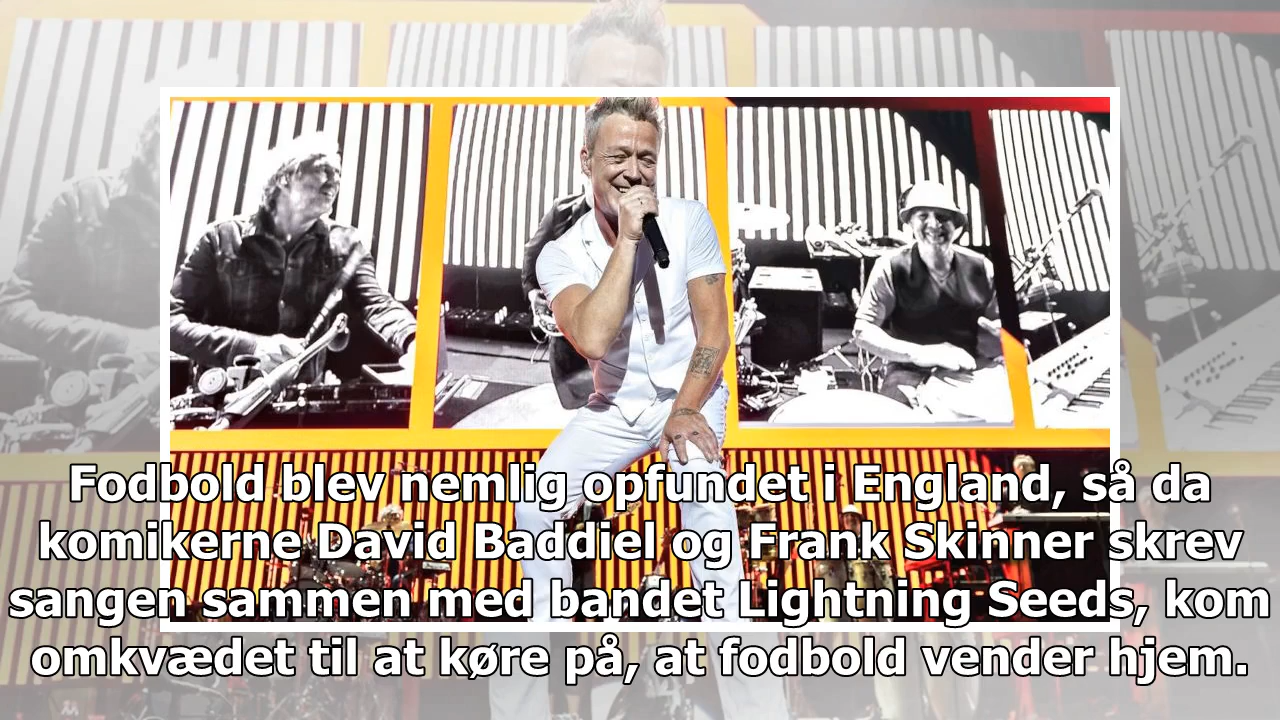 Fodbold blev nemlig opfundet i England, så da
komikerne David Baddiel og Frank Skinner skrev
sangen sammen med bandet Lightning Seeds, kom
omkvædet til at køre på, at fodbold vender hjem.